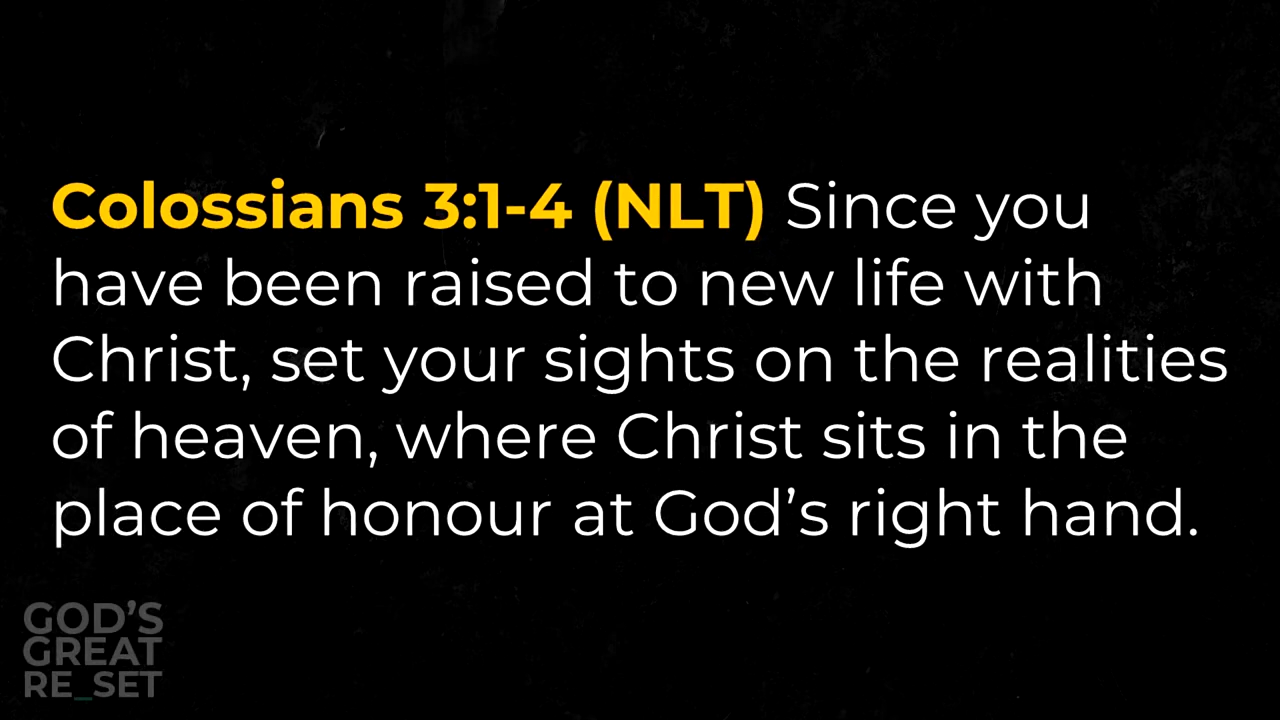 Colossians 3:1-4 (NLT) Since you
have been raised to new life with
Christ, set your sights on the realities
of heaven, where Christ sits in the
place of honour at God’s right hand.
GOD’S
GREAT
RE_SET